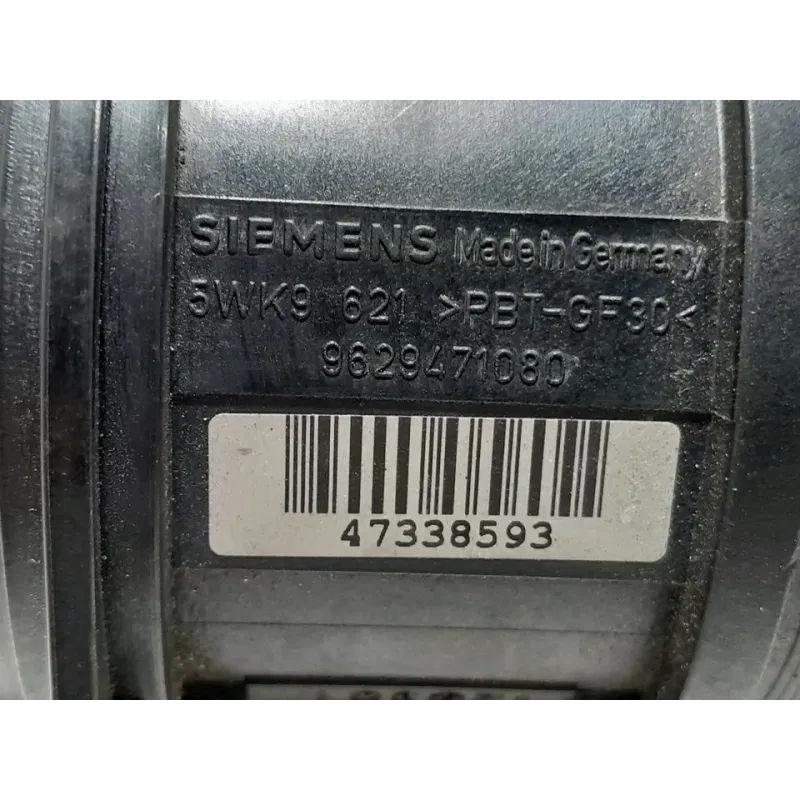 SIEMENS Made in Germany
5WK9 621 >PBT-GF30<
9629471080
47338593